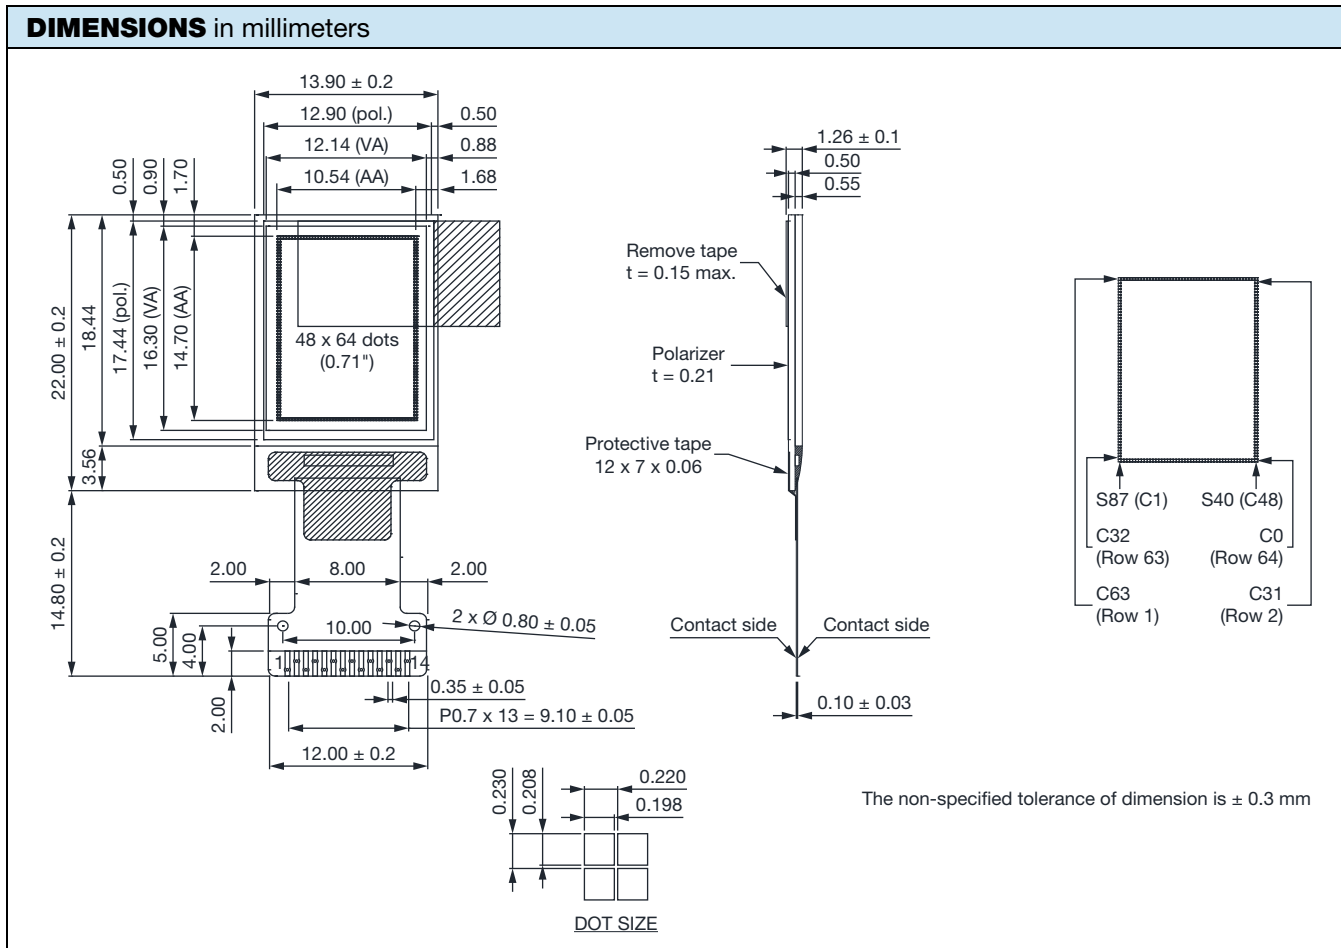 DIMENSIONS in millimeters
13.90 ± 0.2
12.90 (pol.)
0.50
12.14 (VA)
0.88
10.54 (AA)
1.68
0.50
0.90
1.70
22.00 ± 0.2
18.44
17.44 (pol.)
16.30 (VA)
14.70 (AA)
3.56
14.80 ± 0.2
48 x 64 dots
(0.71")
2.00
8.00
2.00
5.00
4.00
2.00
10.00
2 x Ø 0.80 ± 0.05
1
14
0.35 ± 0.05
P0.7 x 13 = 9.10 ± 0.05
12.00 ± 0.2
1.26 ± 0.1
0.50
0.55
Remove tape
t = 0.15 max.
Polarizer
t = 0.21
Protective tape
12 x 7 x 0.06
Contact side
Contact side
0.10 ± 0.03
S87 (C1)
S40 (C48)
C32
(Row 63)
C0
(Row 64)
C63
(Row 1)
C31
(Row 2)
0.230
0.208
0.220
0.198
DOT SIZE
The non-specified tolerance of dimension is ± 0.3 mm